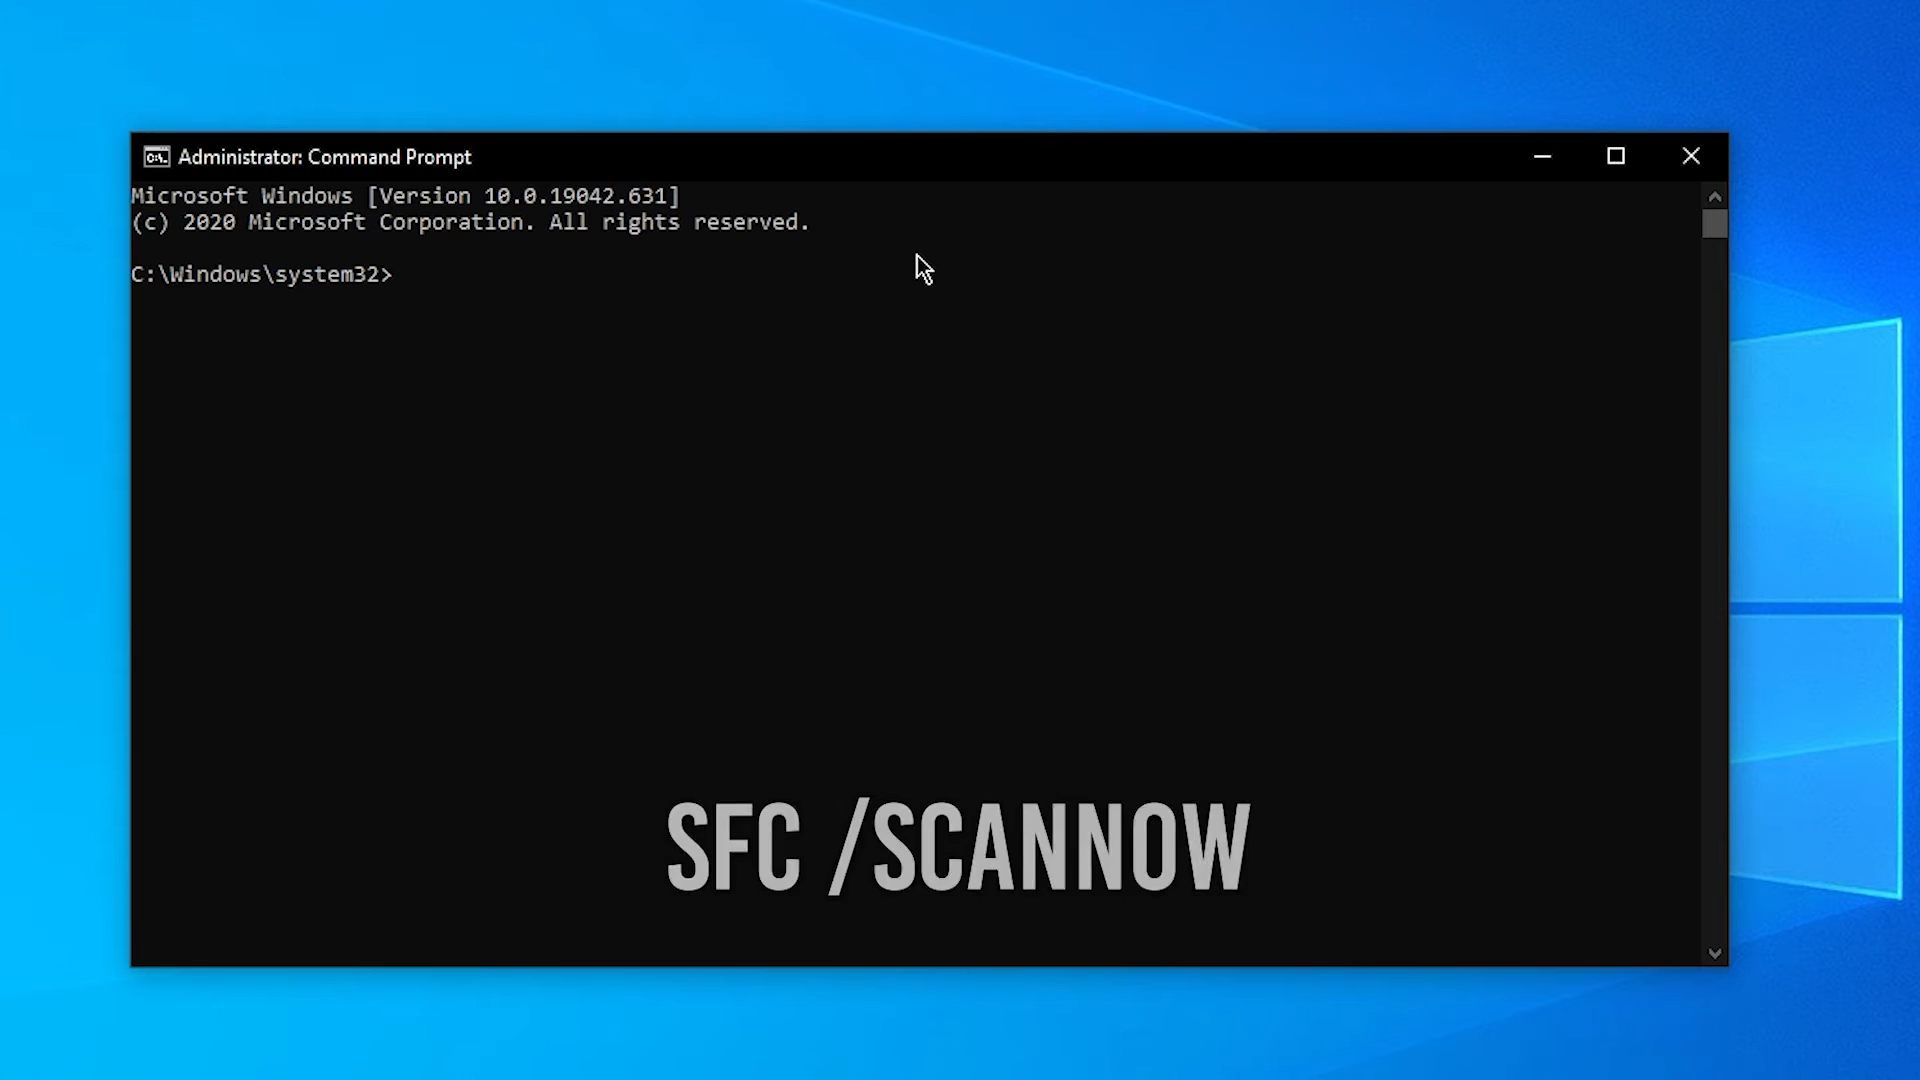 Administrator: Command Prompt
Microsoft Windows [Version 10.0.19042.631]
(c) 2020 Microsoft Corporation. All rights reserved.
C:\Windows\system32>
SFC /SCANNOW